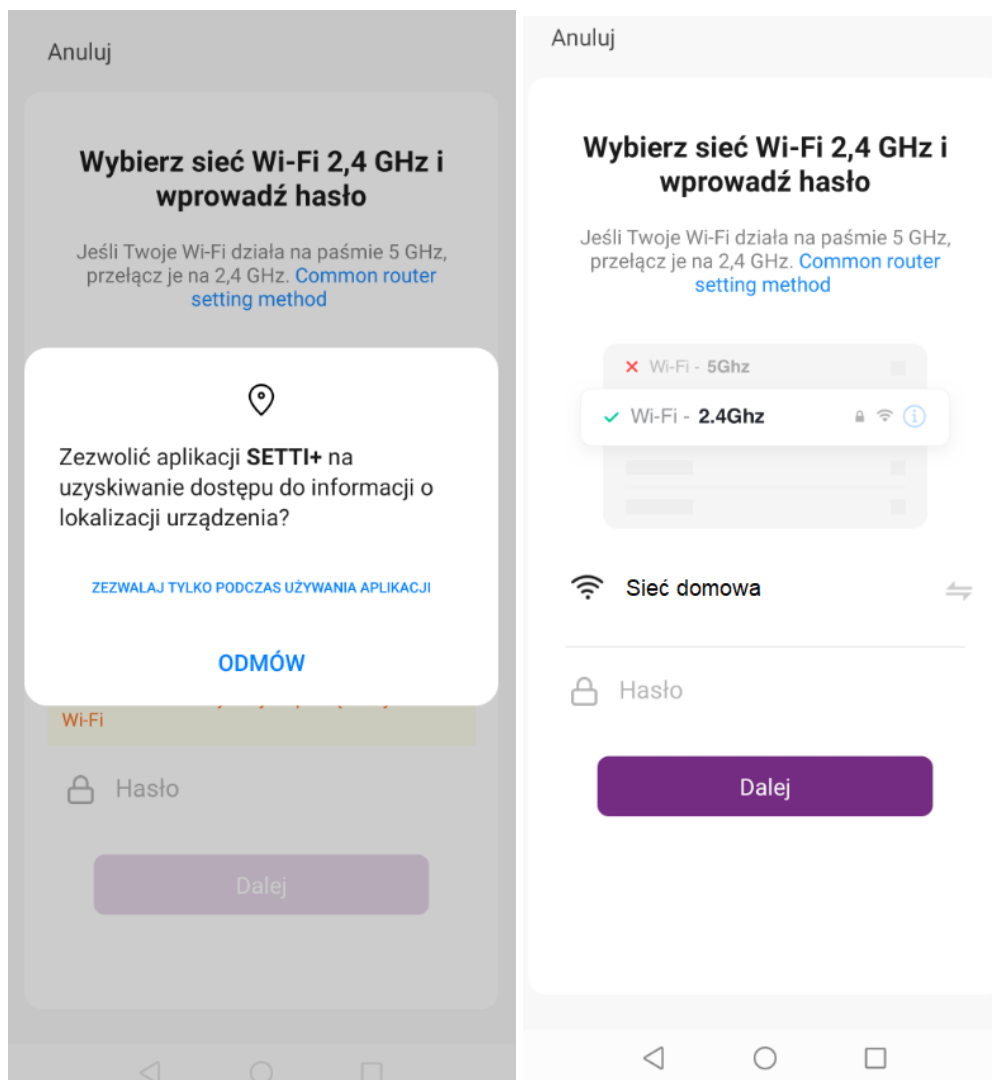 Anuluj
Wybierz sieć Wi-Fi 2,4 GHz i
wprowadź hasło
Jeśli Twoje Wi-Fi działa na paśmie 5 GHz,
przełącz je na 2,4 GHz. Common router
setting method
Zezwolić aplikacji SETTI+ na
uzyskiwanie dostępu do informacji o
lokalizacji urządzenia?
ZEZWALAJ TYLKO PODCZAS UŻYWANIA APLIKACJI
ODMÓW
Wi-Fi
Hasło
Dalej
Anuluj
Wybierz sieć Wi-Fi 2,4 GHz i
wprowadź hasło
Jeśli Twoje Wi-Fi działa na paśmie 5 GHz,
przełącz je na 2,4 GHz. Common router
setting method
Wi-Fi - 5Ghz
Wi-Fi - 2.4Ghz
Sieć domowa
Hasło
Dalej